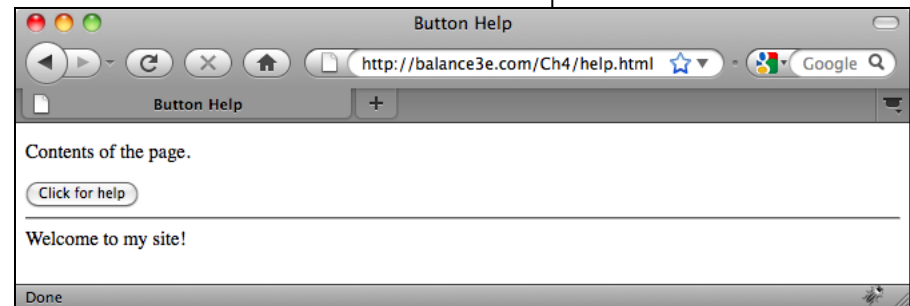 Button Help
http://balance3e.com/Ch4/help.html
Google
Button Help
Contents of the page.
Click for help
Welcome to my site!
Done